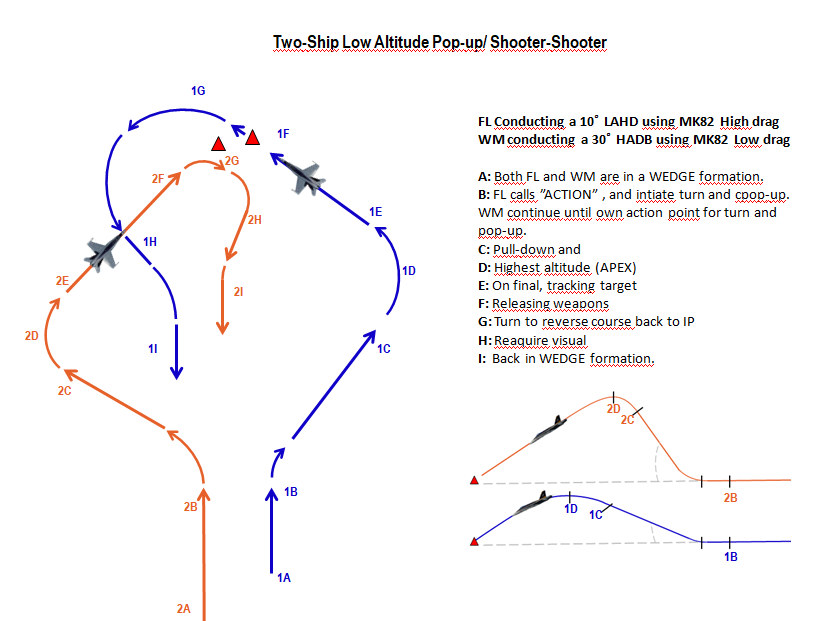 Two-Ship Low Altitude Pop-up/ Shooter-Shooter
FL Conducting a 10˚ LAHD using MK82 High drag
WM conducting a 30˚ HADB using MK82 Low drag
A: Both FL and WM are in a WEDGE formation.
B: FL calls ”ACTION” , and intiate turn and cpop-up.
WM continue until own action point for turn and
pop-up.
C: Pull-down and
D: Highest altitude (APEX)
E: On final, tracking target
F: Releasing weapons
G: Turn to reverse course back to IP
H: Reaquire visual
I: Back in WEDGE formation.
1G
1F
2G
2F
1E
2H
1H
1D
2E
2I
2D
1I
1C
2C
1B
2B
1A
2A
2D
2C
2B
1D
1C
1B